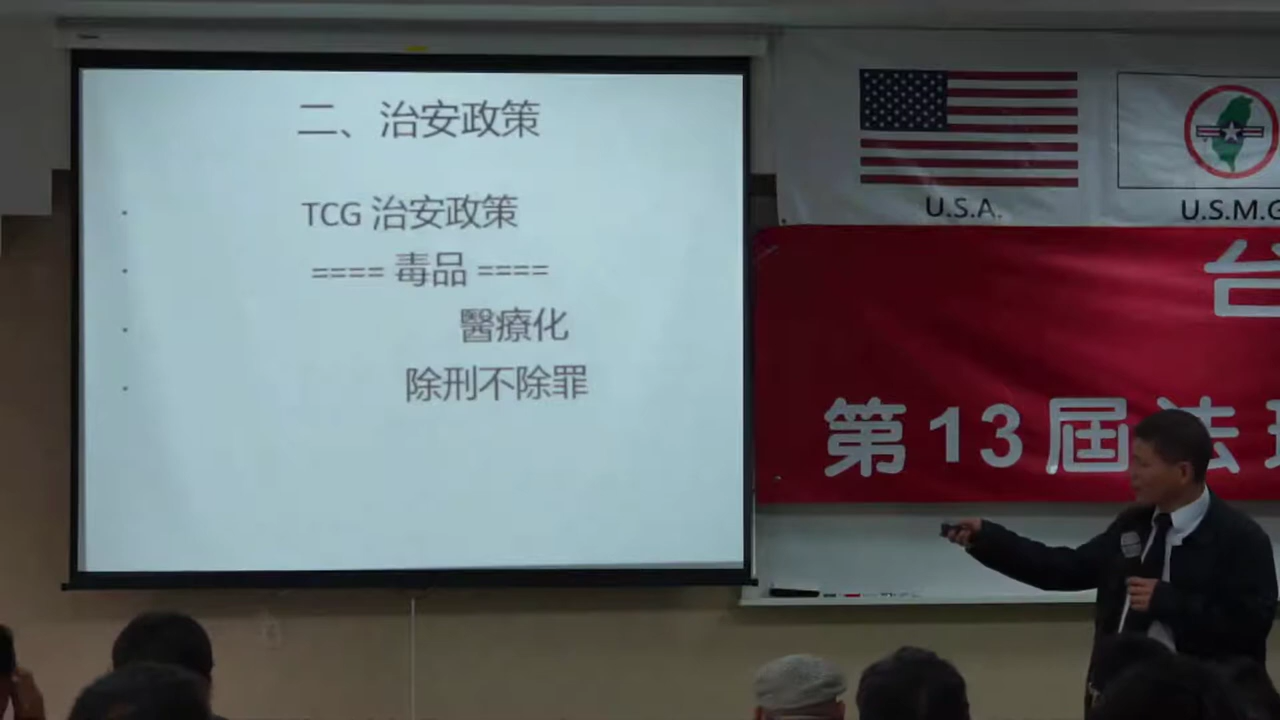 二、治安政策
TCG 治安政策
==== 毒品 ====
醫療化
除刑不除罪
U.S.A.
U.S.M.G
台
第13屆法